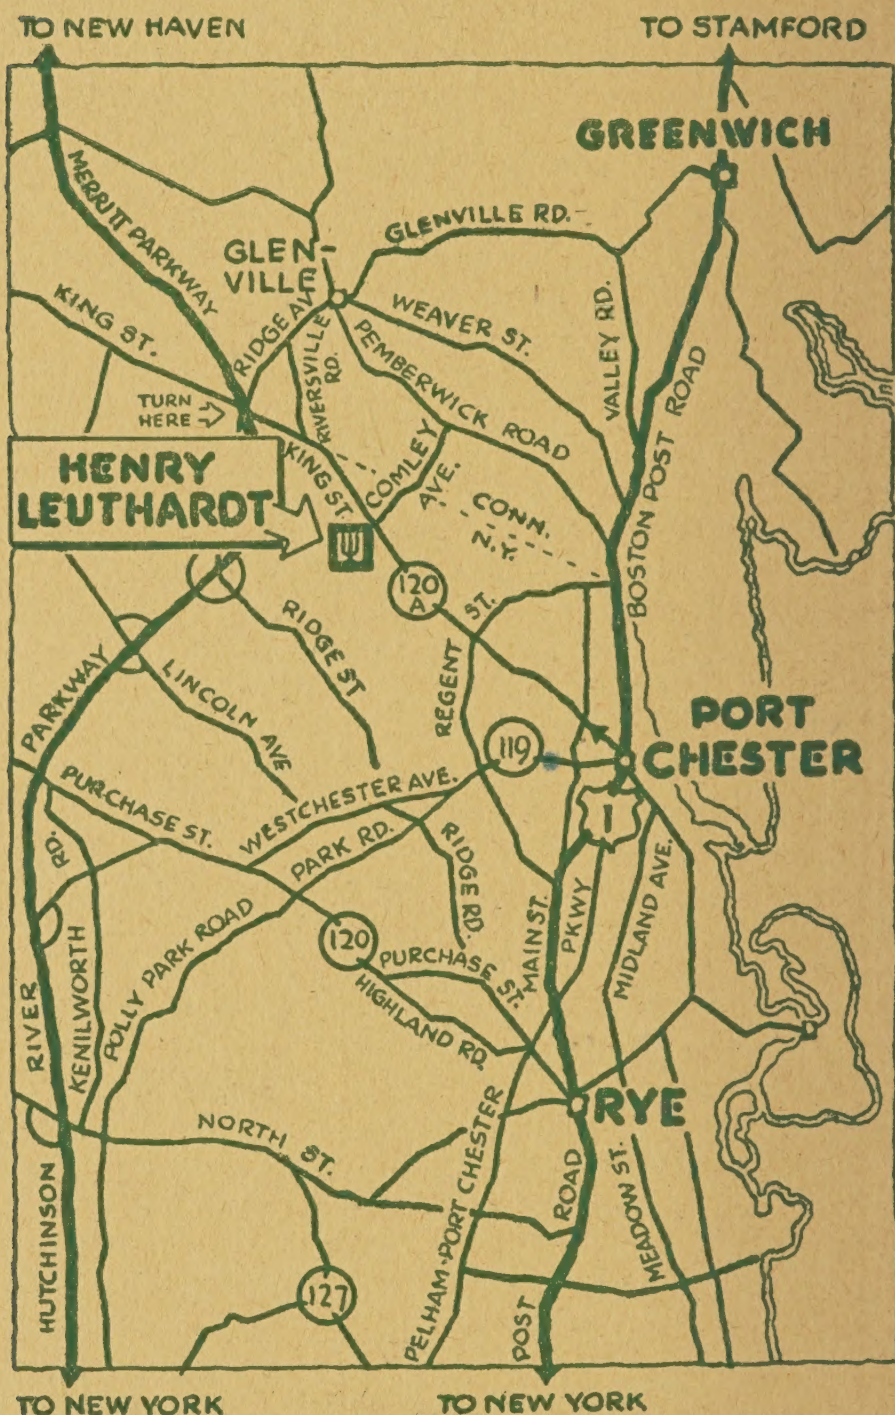 TO NEW HAVEN
TO STAMFORD
GREENWICH
MERRITT PARKWAY
GLENVILLE RD.
GLEN-
VILLE
KING ST.
RIDGE AV
RIVERSVILLE
RD.
WEAVER ST.
PEMBERWICK ROAD
VALLEY RD.
BOSTON POST ROAD
TURN
HERE
HENRY
LEUTHARDT
KING ST.
COMLEY
AVE.
CONN.
N.Y.
120
A
REGENT
ST.
RIDGE ST
LINCOLN AVE
PARKWAY
PORT
CHESTER
119
1
PURCHASE ST.
WESTCHESTER AVE.
PARK RD.
RIDGE RD.
MAIN ST.
PKWY
MIDLAND AVE.
RD.
KENILWORTH
POLLY PARK ROAD
120
PURCHASE ST.
HIGHLAND RD.
RIVER
RYE
NORTH ST.
PELHAM-PORT CHESTER
ROAD
MEADOW ST.
HUTCHINSON
127
POST
TO NEW YORK
TO NEW YORK